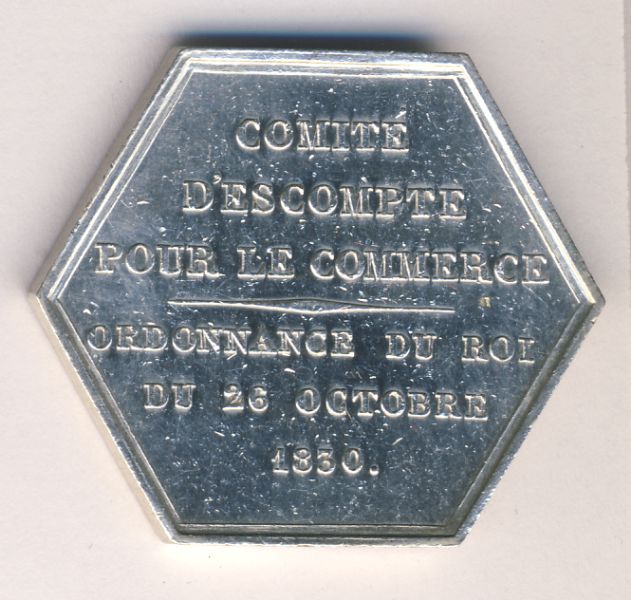 COMITÉ
D'ESCOMPTE
POUR LE COMMERCE
ORDONNANCE DU ROI
DU 26 OCTOBRE
1830.